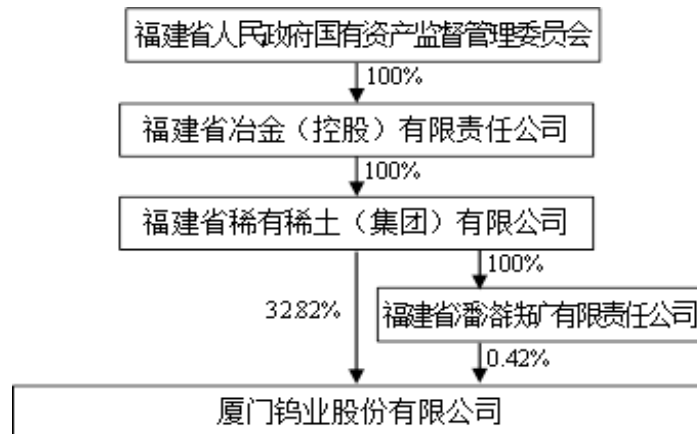 福建省人民政府国有资产监督管理委员会
100%
福建省冶金（控股）有限责任公司
100%
福建省稀有稀土（集团）有限公司
100%
32.82%
福建省潘洛铁矿有限责任公司
0.42%
厦门钨业股份有限公司